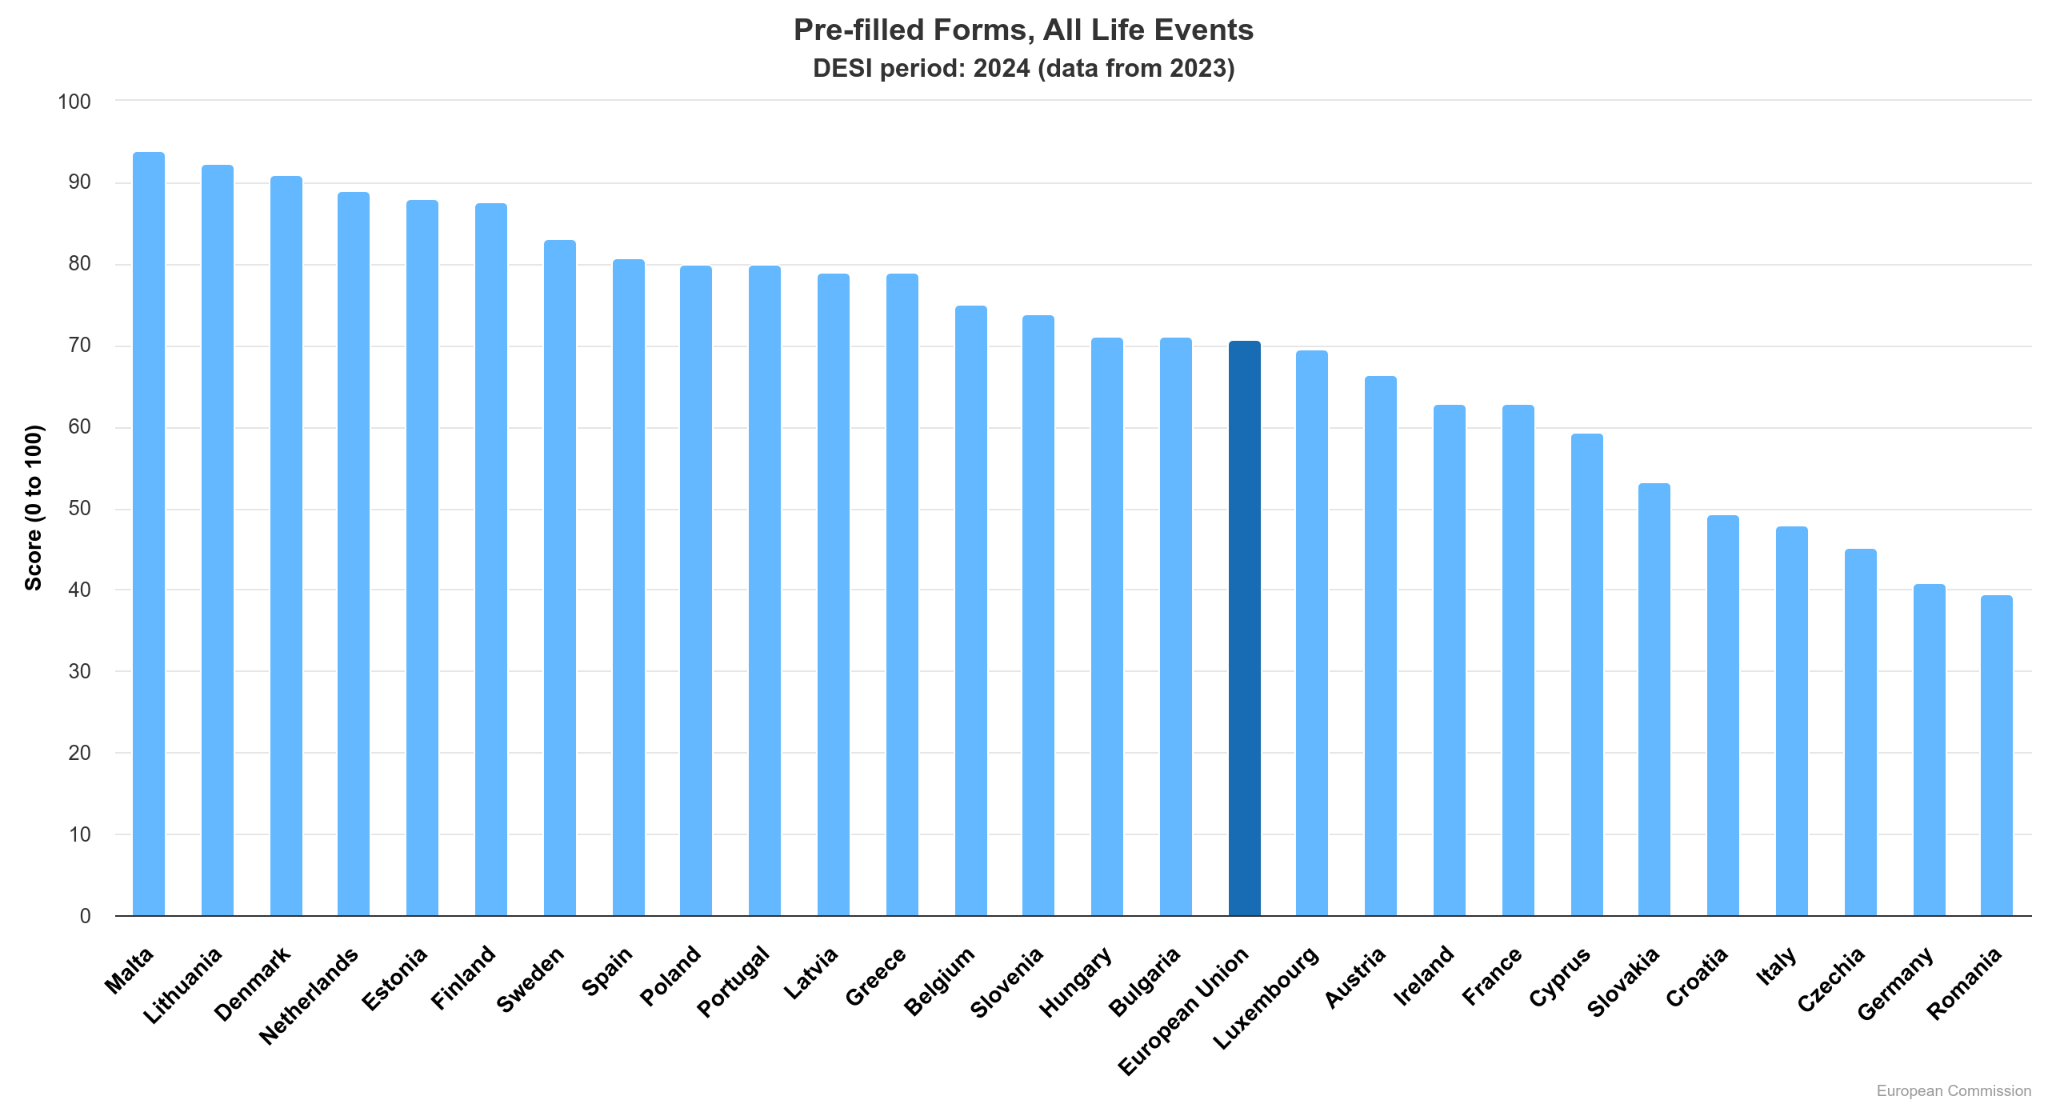 Pre-filled Forms, All Life Events
DESI period: 2024 (data from 2023)
Score (0 to 100)
100
90
80
70
60
50
40
30
20
10
0
Malta
Lithuania
Denmark
Netherlands
Estonia
Finland
Sweden
Spain
Poland
Portugal
Latvia
Greece
Belgium
Slovenia
Hungary
Bulgaria
European Union
Luxembourg
Austria
Ireland
France
Cyprus
Slovakia
Croatia
Italy
Czechia
Germany
Romania
European Commission